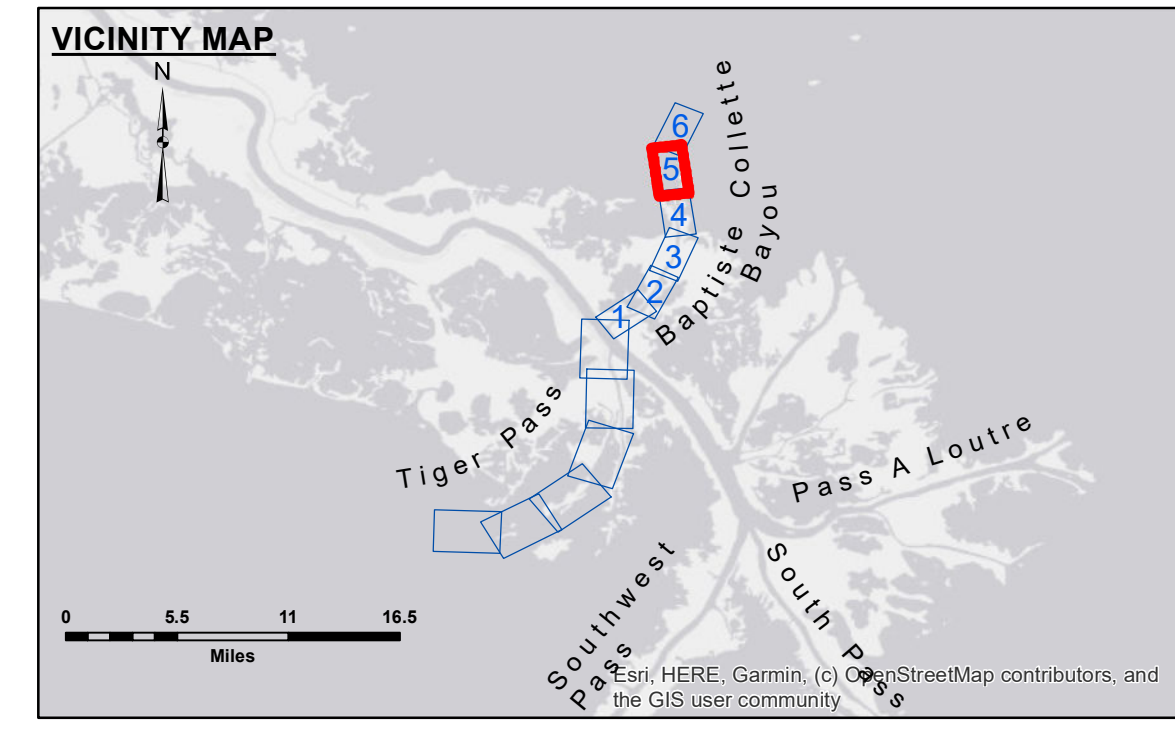 VICINITY MAP
N
6
5
4
3
2
1
Baptiste Collette
Bayou
Tiger Pass
Pass A Loutre
Southwest
Pass
South Pass
0 5.5 11 16.5
Miles
Esri, HERE, Garmin, (c) OpenStreetMap contributors, and
the GIS user community